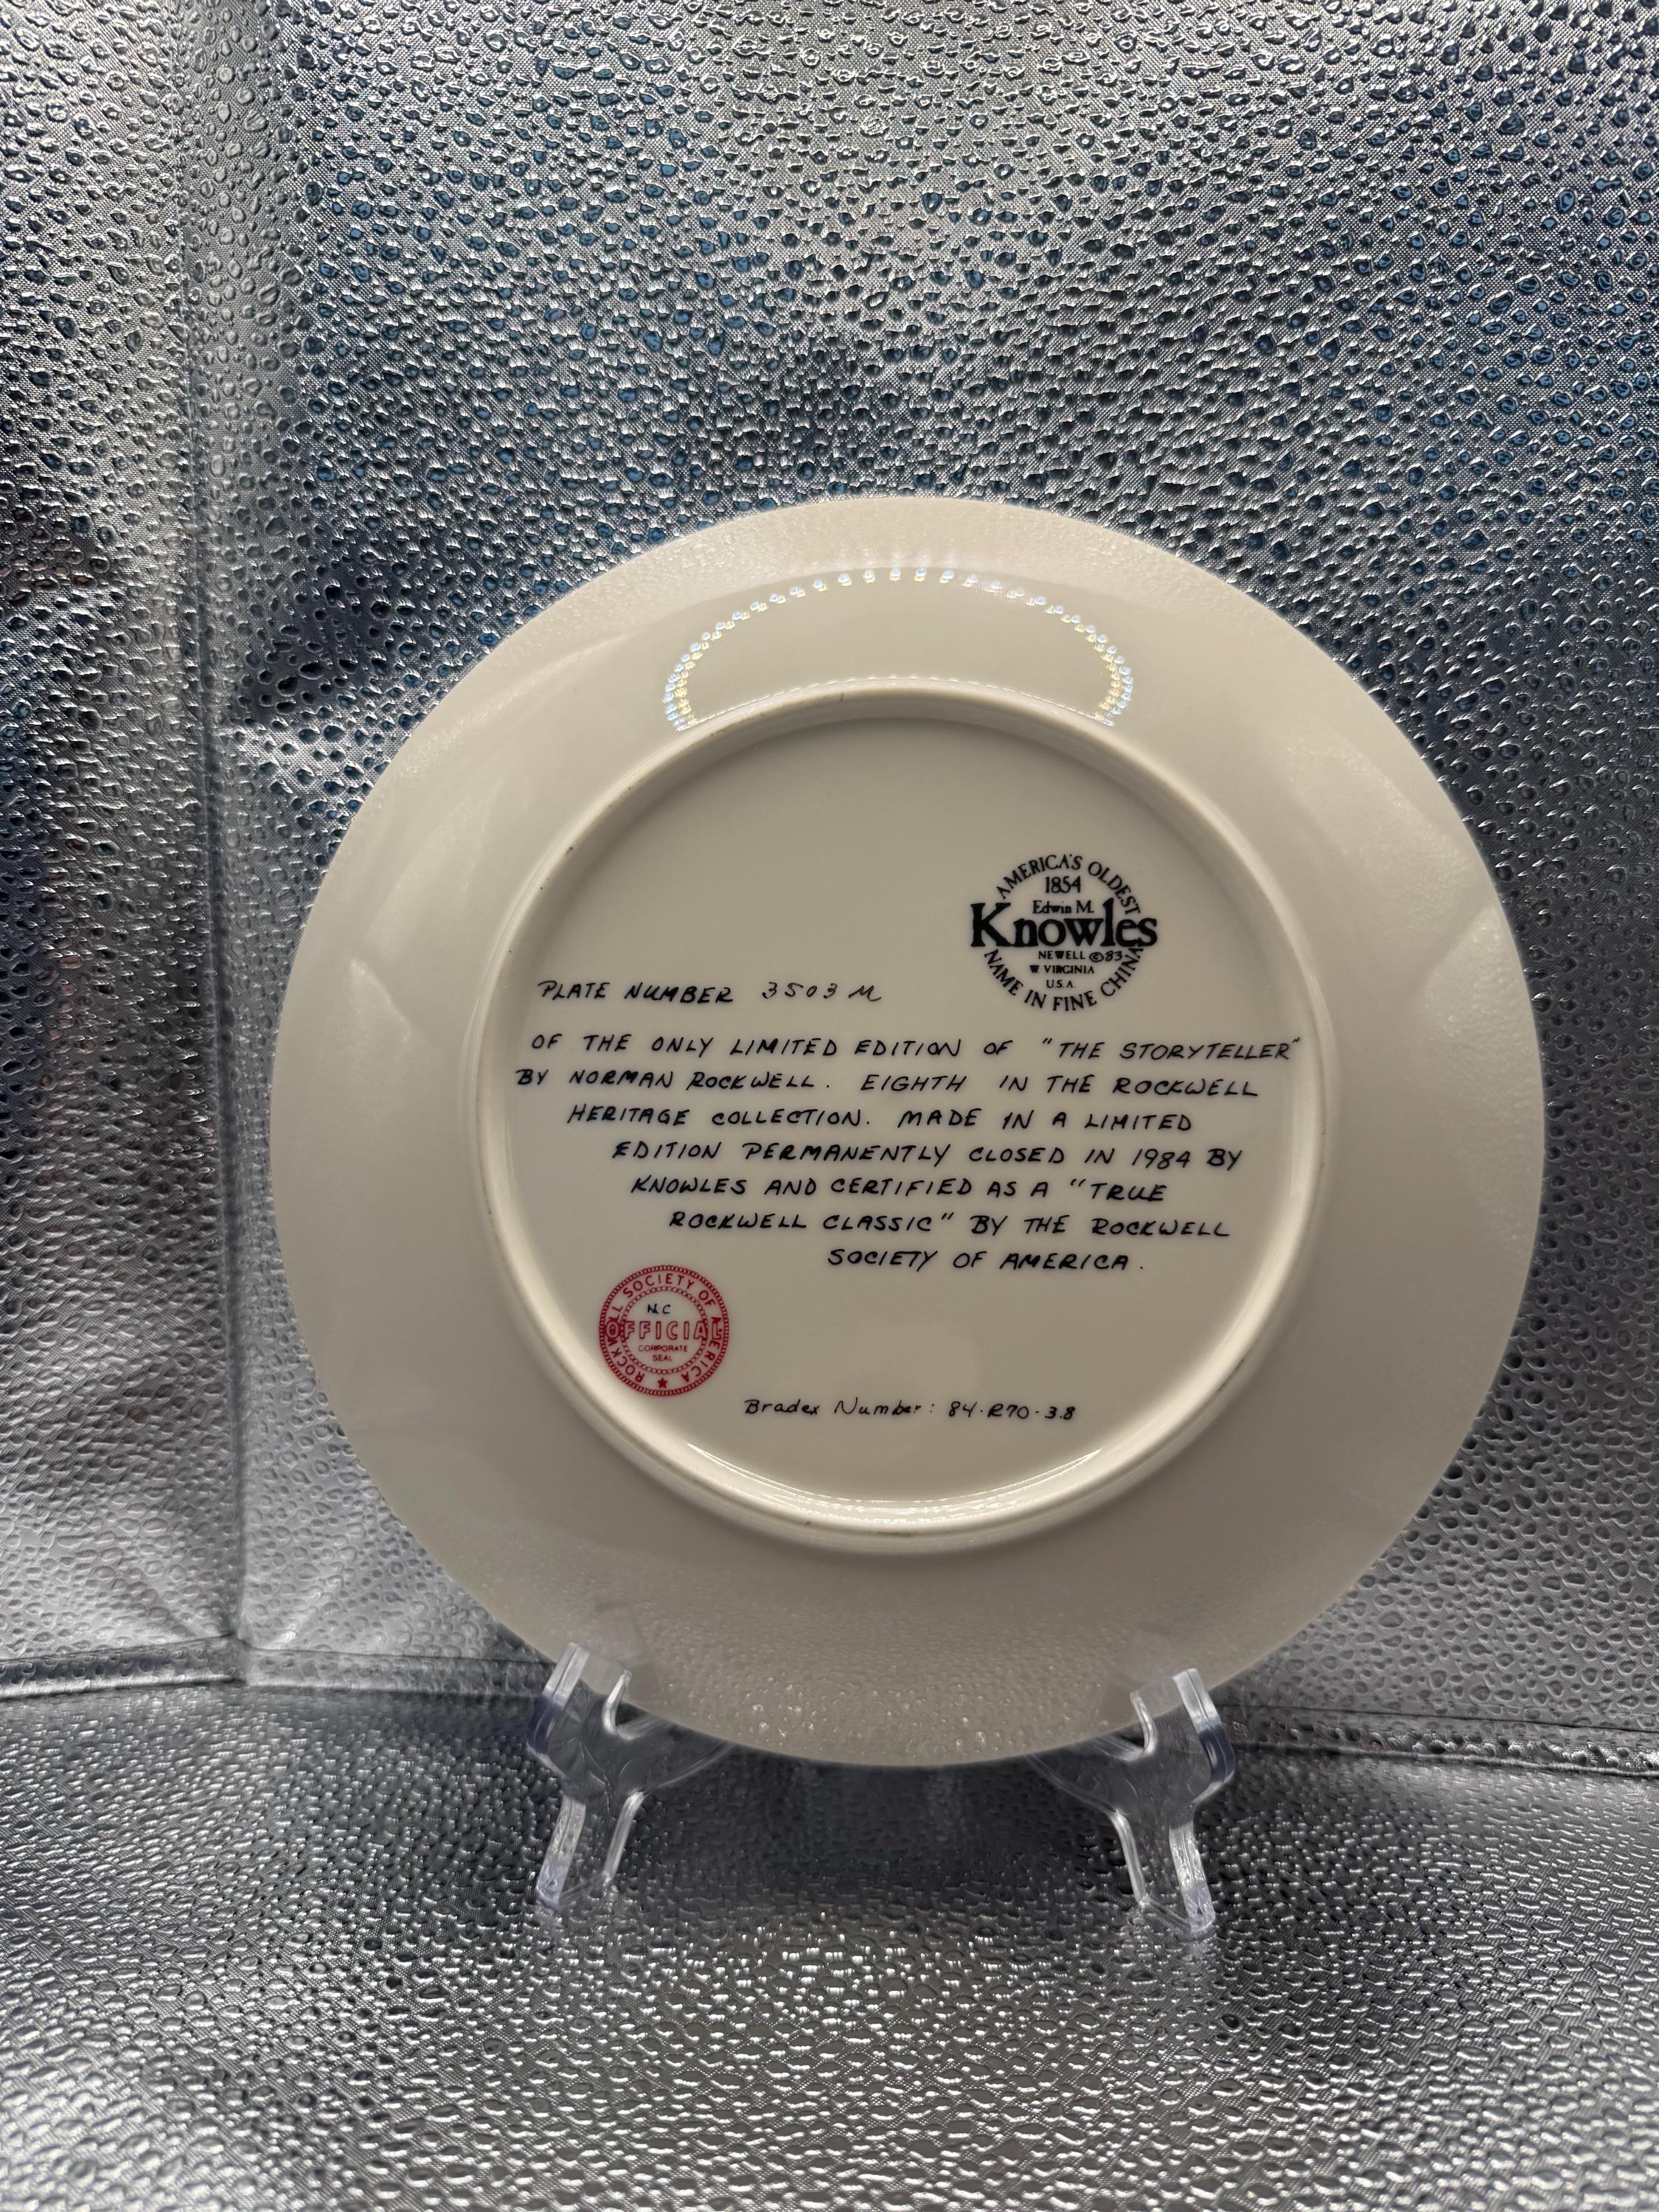 AMERICA'S OLDEST
1854
Edwin M.
Knowles
NEWELL ©83
W VIRGINIA
U.S.A.
NAME IN FINE CHINA
PLATE NUMBER 3503 M
OF THE ONLY LIMITED EDITION OF "THE STORYTELLER"
BY NORMAN ROCKWELL. EIGHTH IN THE ROCKWELL
HERITAGE COLLECTION. MADE IN A LIMITED
EDITION PERMANENTLY CLOSED IN 1984 BY
KNOWLES AND CERTIFIED AS A "TRUE
ROCKWELL CLASSIC" BY THE ROCKWELL
SOCIETY OF AMERICA.
ROCKWELL SOCIETY OF AMERICA
N.C
OFFICIAL
CORPORATE
SEAL
Bradex Number: 84-R70-3.8